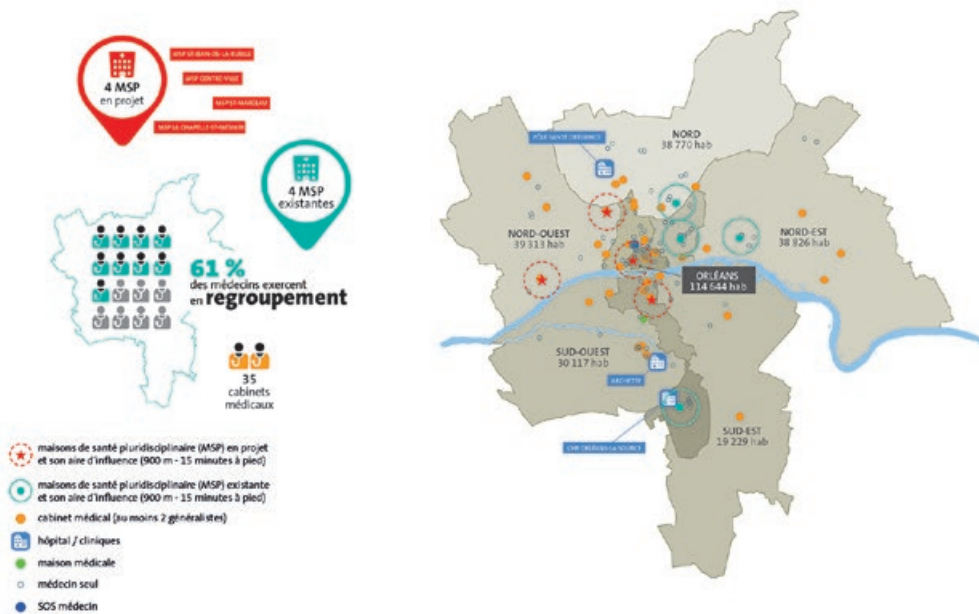 4 MSP
en projet
MSP CENTRE-VILLE
4 MSP
existantes
61 %
des médecins exercent
en regroupement
35
cabinets
médicaux
maisons de santé pluridisciplinaire (MSP) en projet
et son aire d'influence (900 m - 15 minutes à pied)
maisons de santé pluridisciplinaire (MSP) existante
et son aire d'influence (900 m - 15 minutes à pied)
cabinet médical (au moins 2 généralistes)
hôpital / cliniques
maison médicale
médecin seul
SOS médecin
NORD
38 770 hab
NORD-OUEST
39 313 hab
NORD-EST
38 826 hab
ORLÉANS
114 644 hab
SUD-OUEST
30 117 hab
ARCHETTE
CHR ORLÉANS LA SOURCE
SUD-EST
19 229 hab